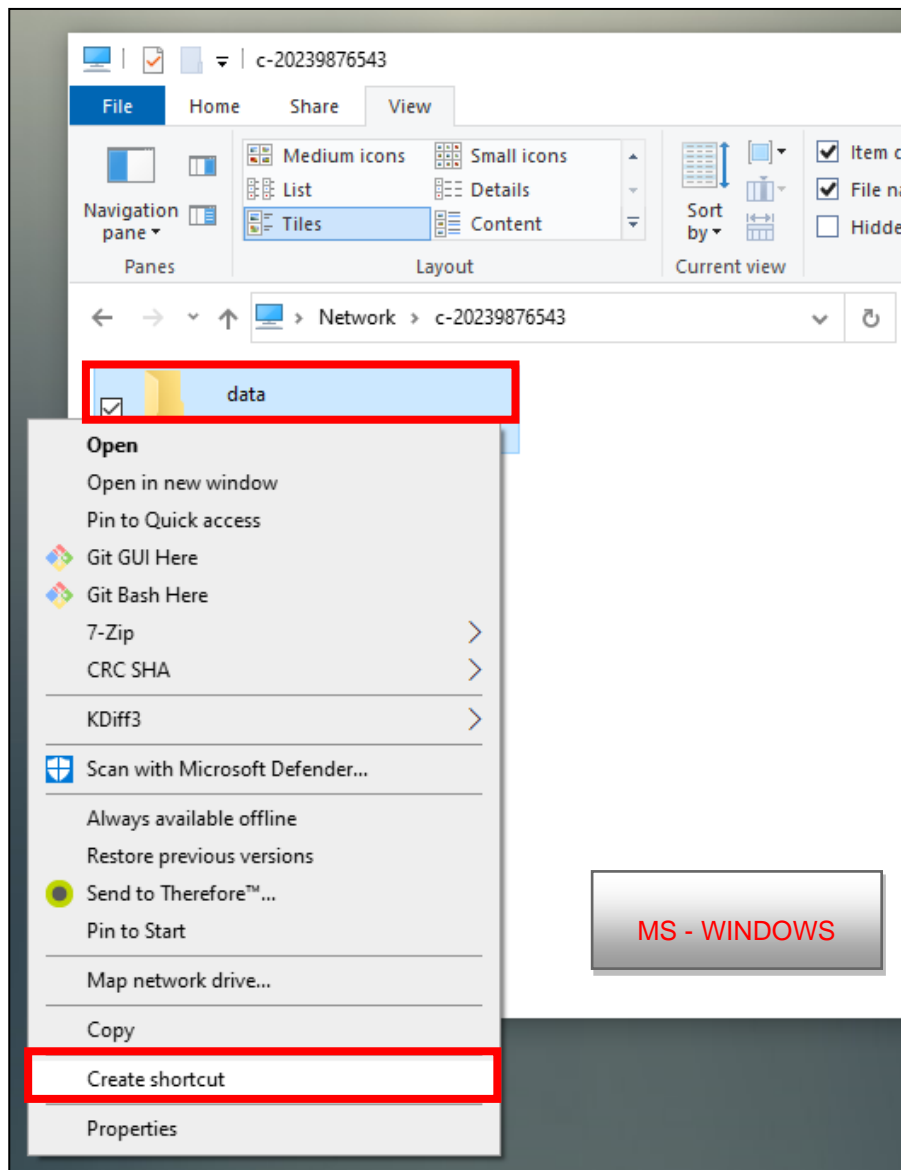 c-20239876543
File Home Share View
Medium icons Small icons Item
List Details File
Navigation pane
Tiles Content Sort by
Panes Layout Current view
Network > c-20239876543
data
Open
Open in new window
Pin to Quick access
Git GUI Here
Git Bash Here
7-Zip
CRC SHA
KDiff3
Scan with Microsoft Defender...
Always available offline
Restore previous versions
Send to Therefore™...
Pin to Start
Map network drive...
Copy
Create shortcut
Properties
MS - WINDOWS